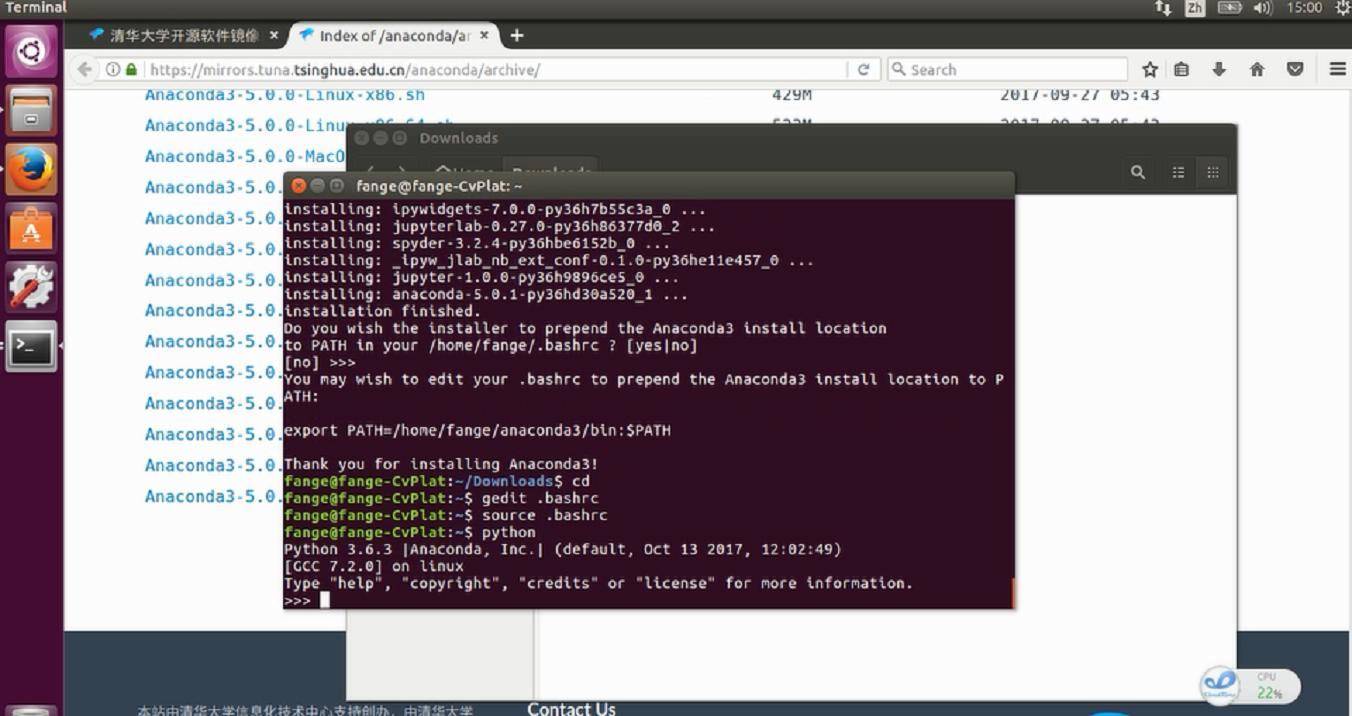 Terminal
Zh
15:00
清华大学开源软件镜像
Index of /anaconda/ar
https://mirrors.tuna.tsinghua.edu.cn/anaconda/archive/
Search
Anaconda3-5.0.0-Linux-x86.sh 429M 2017-09-27 05:43
Anaconda3-5.0.0-Linux-x86_64.sh 523M 2017-09-27 05:43
Anaconda3-5.0.0-MacO
Anaconda3-5.0.
Anaconda3-5.0.
Anaconda3-5.0.
Anaconda3-5.0.
Anaconda3-5.0.
Anaconda3-5.0.
Anaconda3-5.0.
Anaconda3-5.0.
Anaconda3-5.0.
Anaconda3-5.0.
Anaconda3-5.0.
Downloads
Home Downloads
fange@fange-CvPlat: ~
installing: ipywidgets-7.0.0-py36h7b55c3a_0 ...
installing: jupyterlab-0.27.0-py36h86377d0_2 ...
installing: spyder-3.2.4-py36hbe6152b_0 ...
installing: _ipyw_jlab_nb_ext_conf-0.1.0-py36he11e457_0 ...
installing: jupyter-1.0.0-py36h9896ce5_0 ...
installing: anaconda-5.0.1-py36hd30a520_1 ...
installation finished.
Do you wish the installer to prepend the Anaconda3 install location
to PATH in your /home/fange/.bashrc ? [yes|no]
[no] >>>
You may wish to edit your .bashrc to prepend the Anaconda3 install location to P
ATH:
export PATH=/home/fange/anaconda3/bin:$PATH
Thank you for installing Anaconda3!
fange@fange-CvPlat:~/Downloads$ cd
fange@fange-CvPlat:~$ gedit .bashrc
fange@fange-CvPlat:~$ source .bashrc
fange@fange-CvPlat:~$ python
Python 3.6.3 |Anaconda, Inc.| (default, Oct 13 2017, 12:02:49)
[GCC 7.2.0] on linux
Type "help", "copyright", "credits" or "license" for more information.
>>>
CPU
22%
本站由清华大学信息化技术中心支持创办，由清华大学
Contact Us